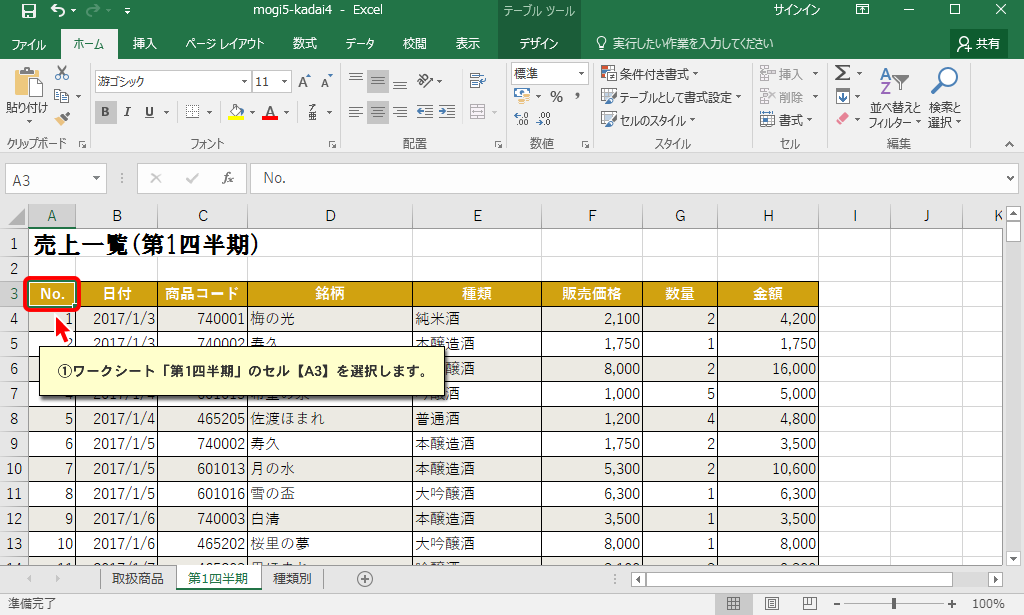 mogi5-kadai4 - Excel
テーブル ツール
サインイン
ファイル ホーム 挿入 ページ レイアウト 数式 データ 校閲 表示 デザイン 実行したい作業を入力してください 共有
貼り付け
クリップボード
游ゴシック 11
B I U
フォント
配置
標準
%
数値
条件付き書式
テーブルとして書式設定
セルのスタイル
スタイル
挿入
削除
書式
セル
並べ替えと
フィルター
検索と
選択
編集
A3 fx No.
A B C D E F G H I J K
1 売上一覧(第1四半期)
2
3 No. 日付 商品コード 銘柄 種類 販売価格 数量 金額
4 1 2017/1/3 740001 梅の光 純米酒 2,100 2 4,200
5 2 2017/1/3 740002 寿久 本醸造酒 1,750 1 1,750
6 醸酒 8,000 2 16,000
①ワークシート「第1四半期」のセル【A3】を選択します。
7 1,000 5 5,000
8 5 2017/1/4 465205 佐渡ほまれ 普通酒 1,200 4 4,800
9 6 2017/1/5 740002 寿久 本醸造酒 1,750 2 3,500
10 7 2017/1/5 601013 月の水 本醸造酒 5,300 2 10,600
11 8 2017/1/5 601016 雪の盃 大吟醸酒 6,300 1 6,300
12 9 2017/1/6 740003 白清 本醸造酒 3,500 1 3,500
13 10 2017/1/6 465202 桜里の夢 大吟醸酒 8,000 1 8,000
取扱商品 第1四半期 種類別
準備完了 100%